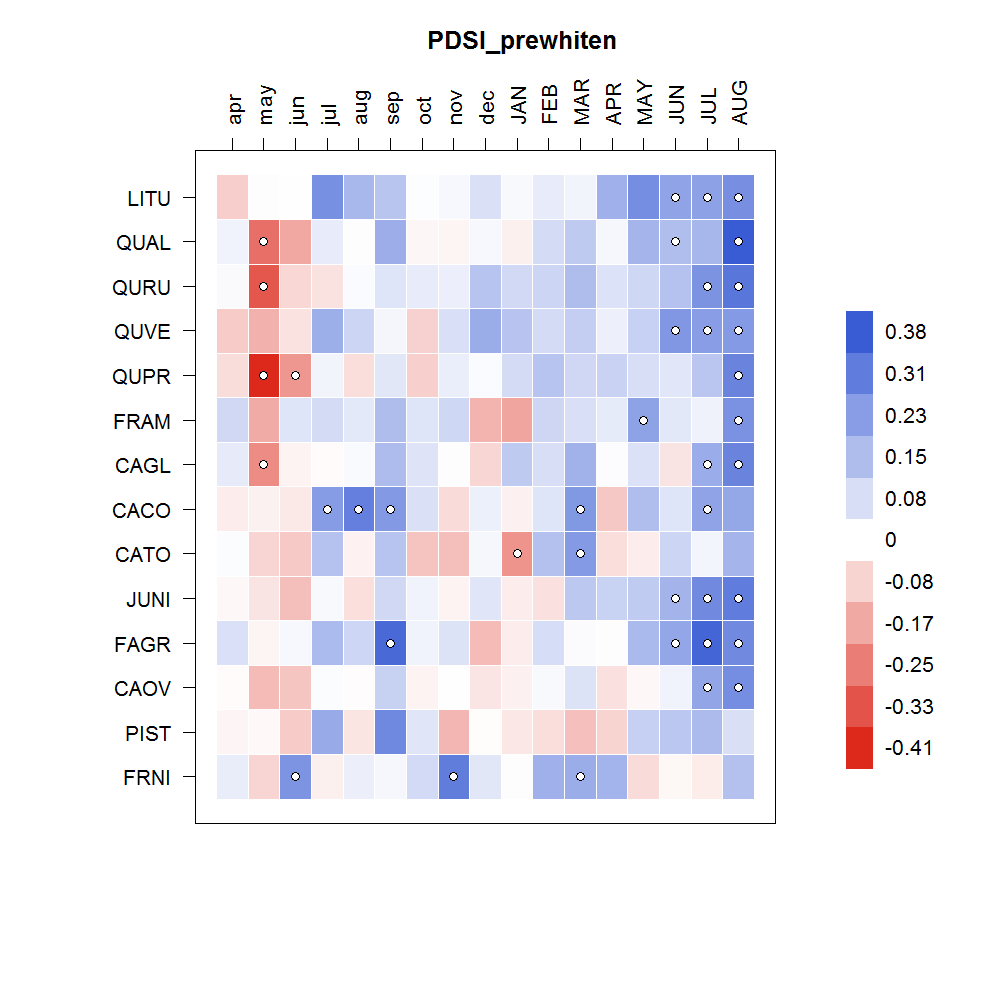 PDSI_prewhiten
apr may jun jul aug sep oct nov dec JAN FEB MAR APR MAY JUN JUL AUG
LITU
QUAL
QURU
QUVE
QUPR
FRAM
CAGL
CACO
CATO
JUNI
FAGR
CAOV
PIST
FRNI
0.38
0.31
0.23
0.15
0.08
0
-0.08
-0.17
-0.25
-0.33
-0.41